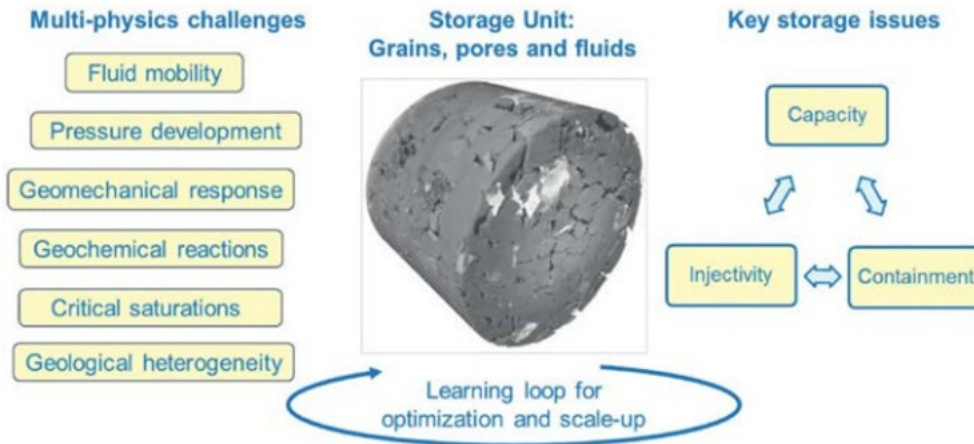 Multi-physics challenges
Fluid mobility
Pressure development
Geomechanical response
Geochemical reactions
Critical saturations
Geological heterogeneity
Storage Unit:
Grains, pores and fluids
Key storage issues
Capacity
Injectivity
Containment
Learning loop for
optimization and scale-up